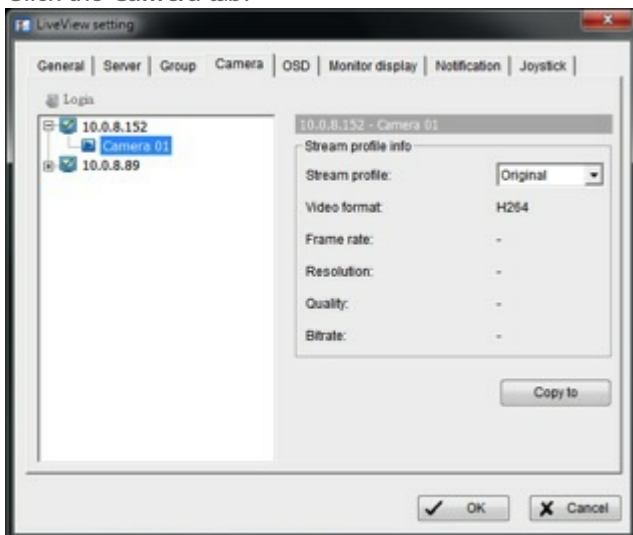 Click the Camera tab.
LiveView setting
General Server Group Camera OSD Monitor display Notification Joystick
Login
10.0.8.152
Camera 01
10.0.8.89
10.0.8.152 - Camera 01
Stream profile info
Stream profile: Original
Video format: H264
Frame rate: -
Resolution: -
Quality: -
Bitrate: -
Copy to
OK Cancel